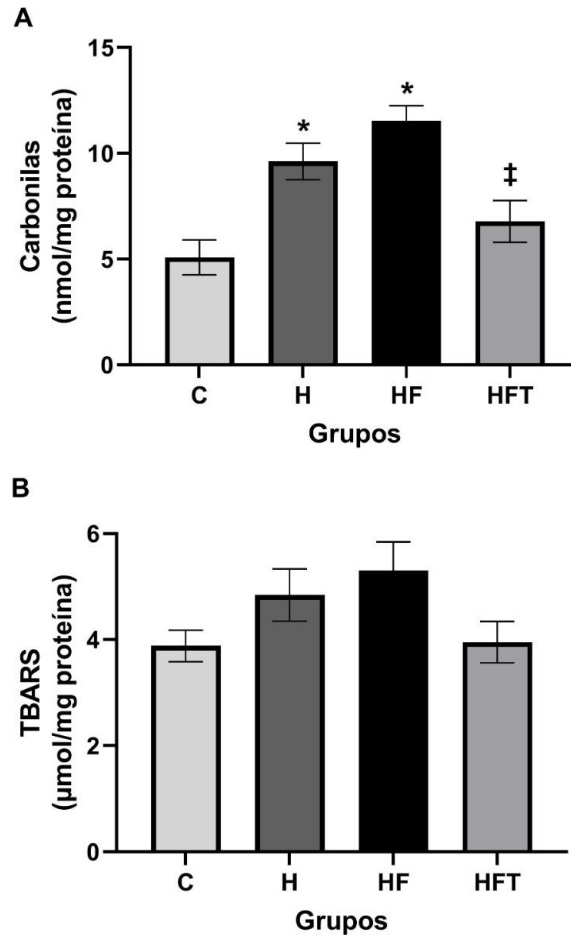 A
Carbonilas
(nmol/mg proteína)
15
10
5
0
*
*
‡
C H HF HFT
Grupos
B
TBARS
(µmol/mg proteína)
6
4
2
0
C H HF HFT
Grupos